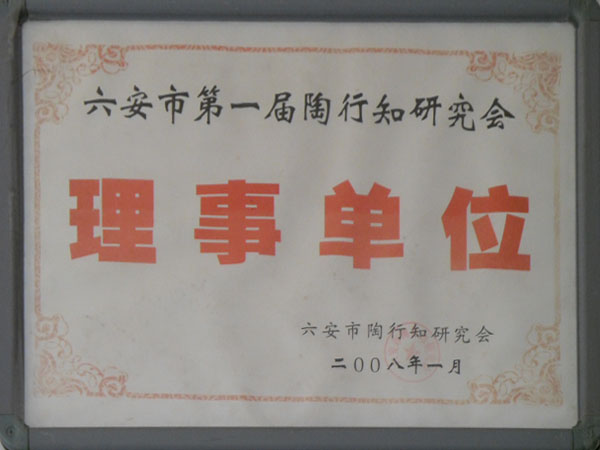 六安市第一届陶行知研究会
理事单位
六安市陶行知研究会
二〇〇八年一月